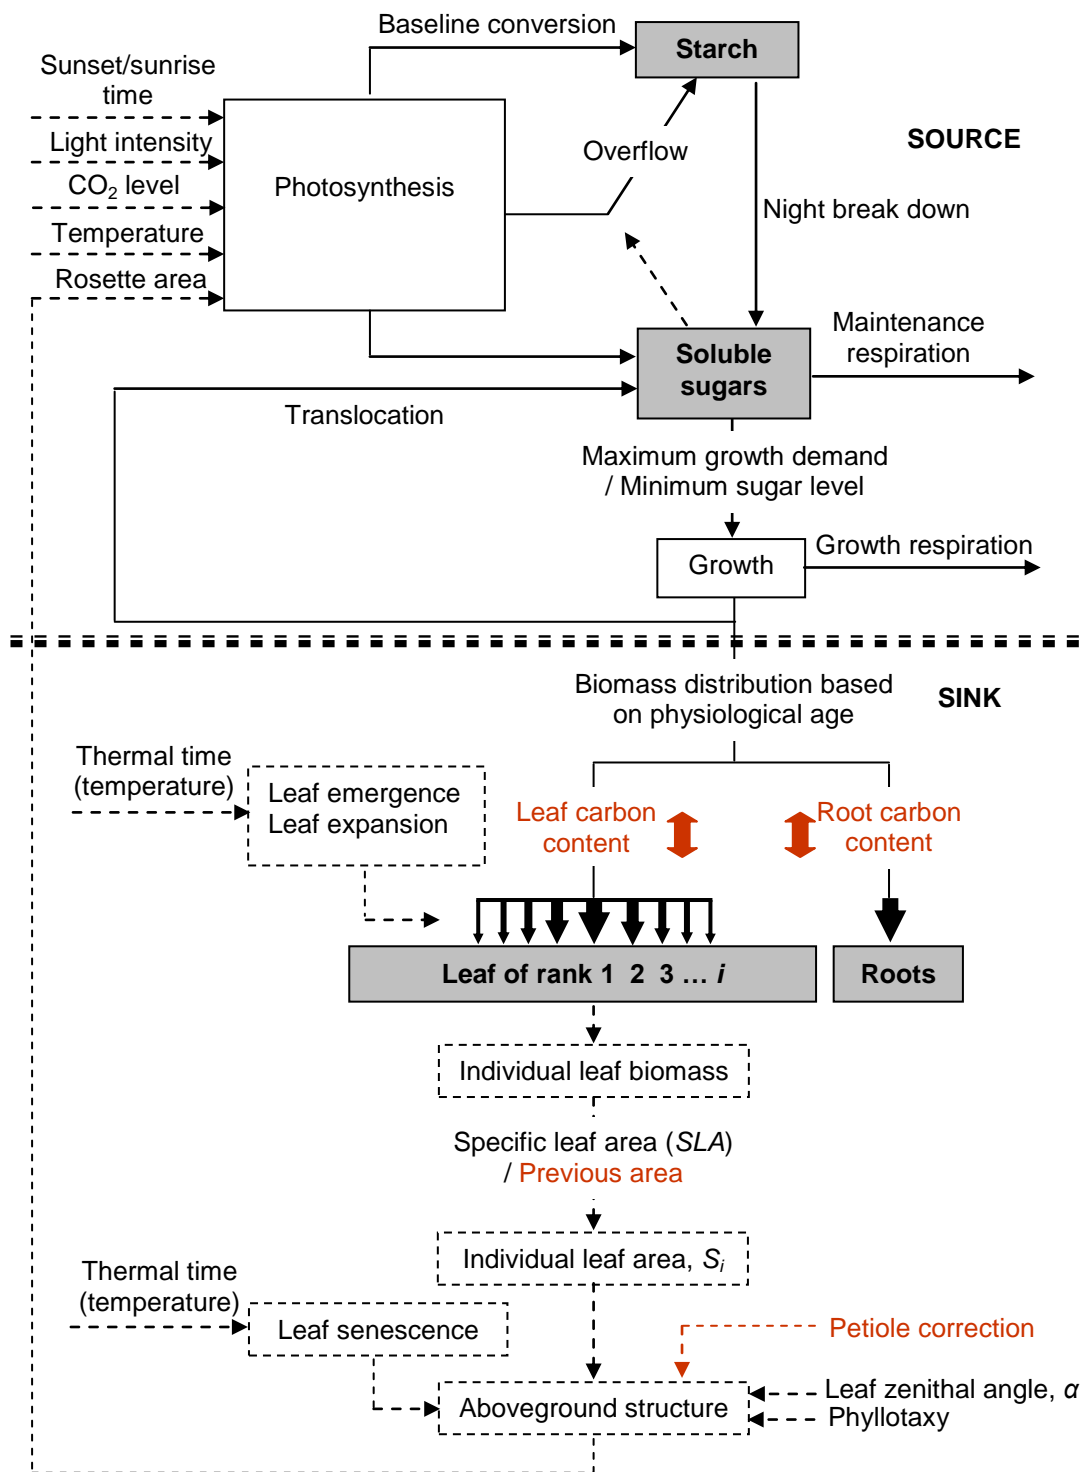 Baseline conversion
Starch
Sunset/sunrise
time
Light intensity
CO₂ level
Temperature
Rosette area
Photosynthesis
Overflow
SOURCE
Night break down
Soluble
sugars
Maintenance
respiration
Translocation
Maximum growth demand
/ Minimum sugar level
Growth
Growth respiration
Biomass distribution based
on physiological age
SINK
Thermal time
(temperature)
Leaf emergence
Leaf expansion
Leaf carbon
content
Root carbon
content
Leaf of rank 1 2 3 ... i
Roots
Individual leaf biomass
Specific leaf area (SLA)
/ Previous area
Individual leaf area, Sᵢ
Thermal time
(temperature)
Leaf senescence
Petiole correction
Aboveground structure
Leaf zenithal angle, α
Phyllotaxy